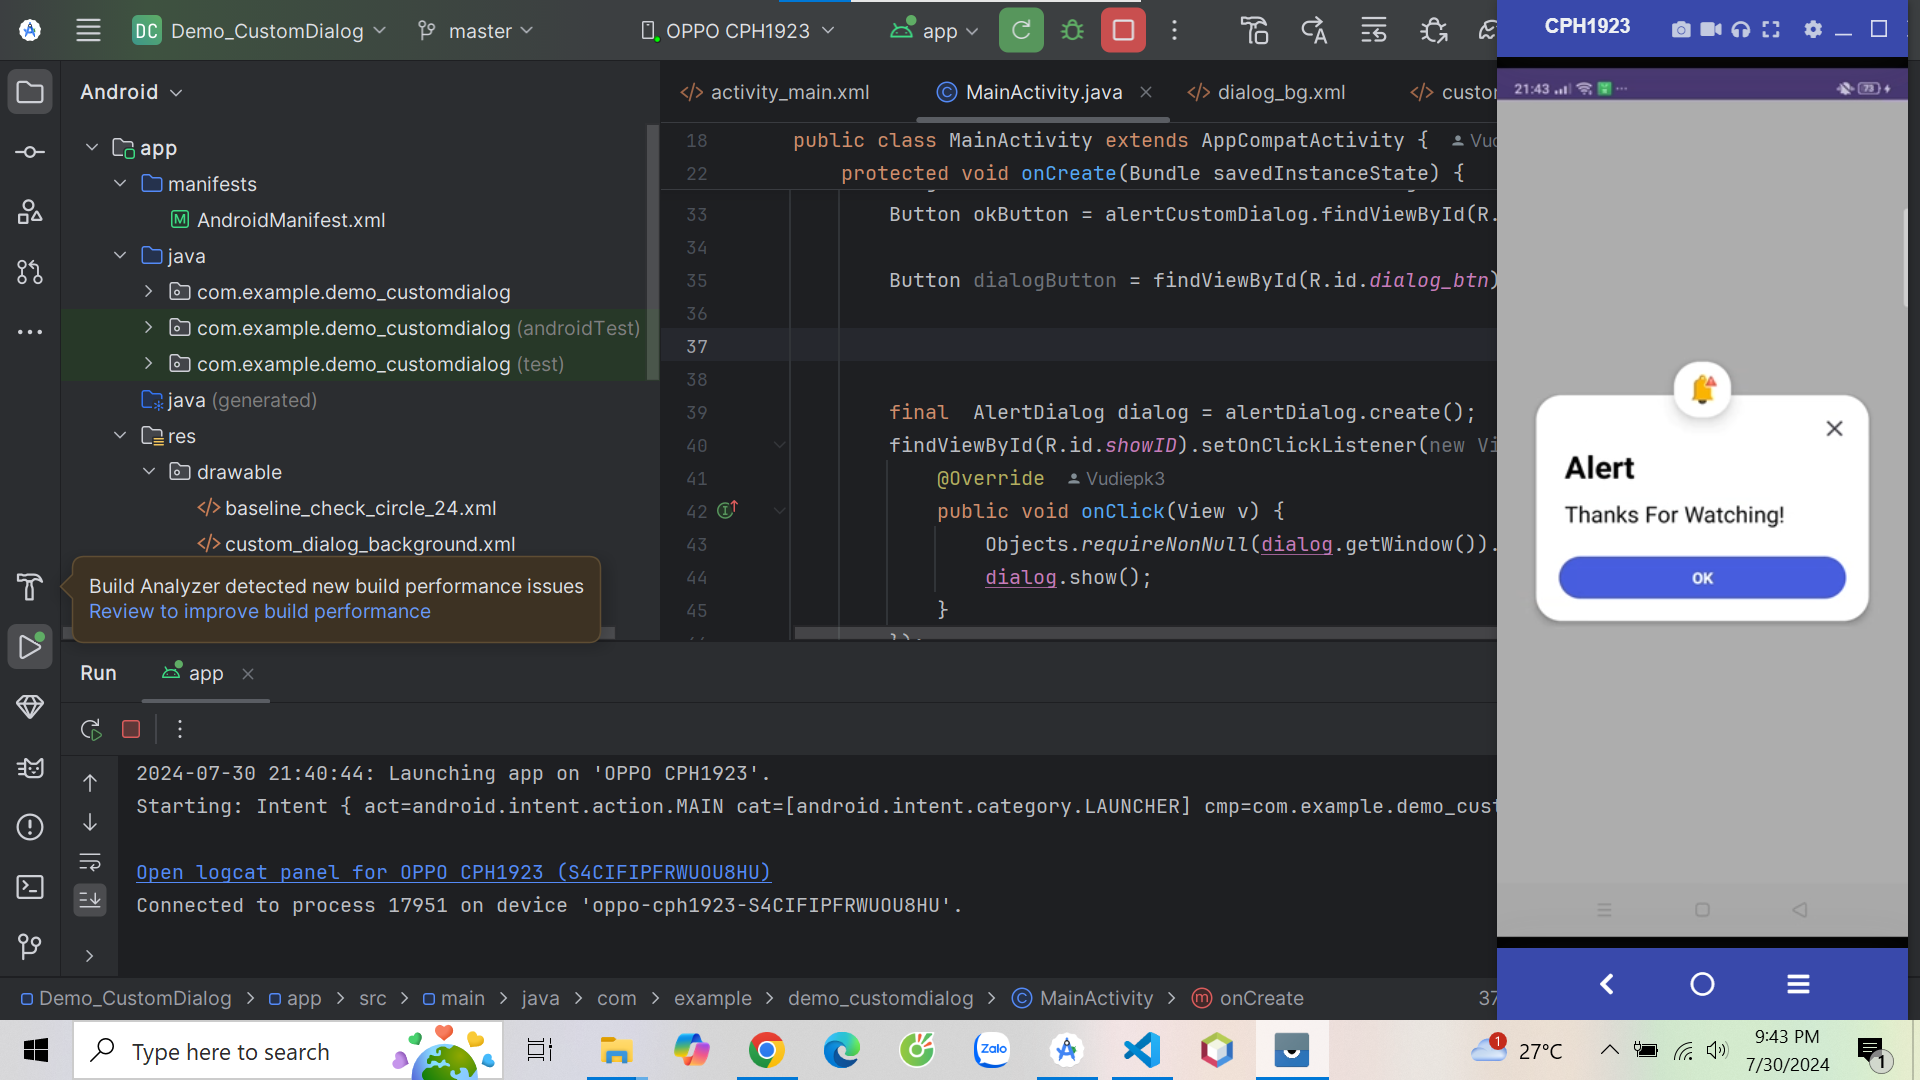 DC Demo_CustomDialog
master
OPPO CPH1923
app
Android
app
manifests
AndroidManifest.xml
java
com.example.demo_customdialog
com.example.demo_customdialog (androidTest)
com.example.demo_customdialog (test)
java (generated)
res
drawable
baseline_check_circle_24.xml
custom_dialog_background.xml
Build Analyzer detected new build performance issues
Review to improve build performance
activity_main.xml
MainActivity.java
dialog_bg.xml
18 public class MainActivity extends AppCompatActivity {
22 protected void onCreate(Bundle savedInstanceState) {
33 Button okButton = alertCustomDialog.findViewById(R.
34
35 Button dialogButton = findViewById(R.id.dialog_btn)
36
37
38
39 final  AlertDialog dialog = alertDialog.create();
40 findViewById(R.id.showID).setOnClickListener(new Vi
41 @Override Vudiepk3
42 public void onClick(View v) {
43 Objects.requireNonNull(dialog.getWindow()).
44 dialog.show();
45 }
Run
app
2024-07-30 21:40:44: Launching app on 'OPPO CPH1923'.
Starting: Intent { act=android.intent.action.MAIN cat=[android.intent.category.LAUNCHER] cmp=com.example.demo_cust
Open logcat panel for OPPO CPH1923 (S4CIFIPFRWUOU8HU)
Connected to process 17951 on device 'oppo-cph1923-S4CIFIPFRWUOU8HU'.
Demo_CustomDialog > app > src > main > java > com > example > demo_customdialog > MainActivity > onCreate
37
CPH1923
21:43
73
Alert
Thanks For Watching!
OK
Type here to search
Zalo
1
27°C
9:43 PM
7/30/2024
1